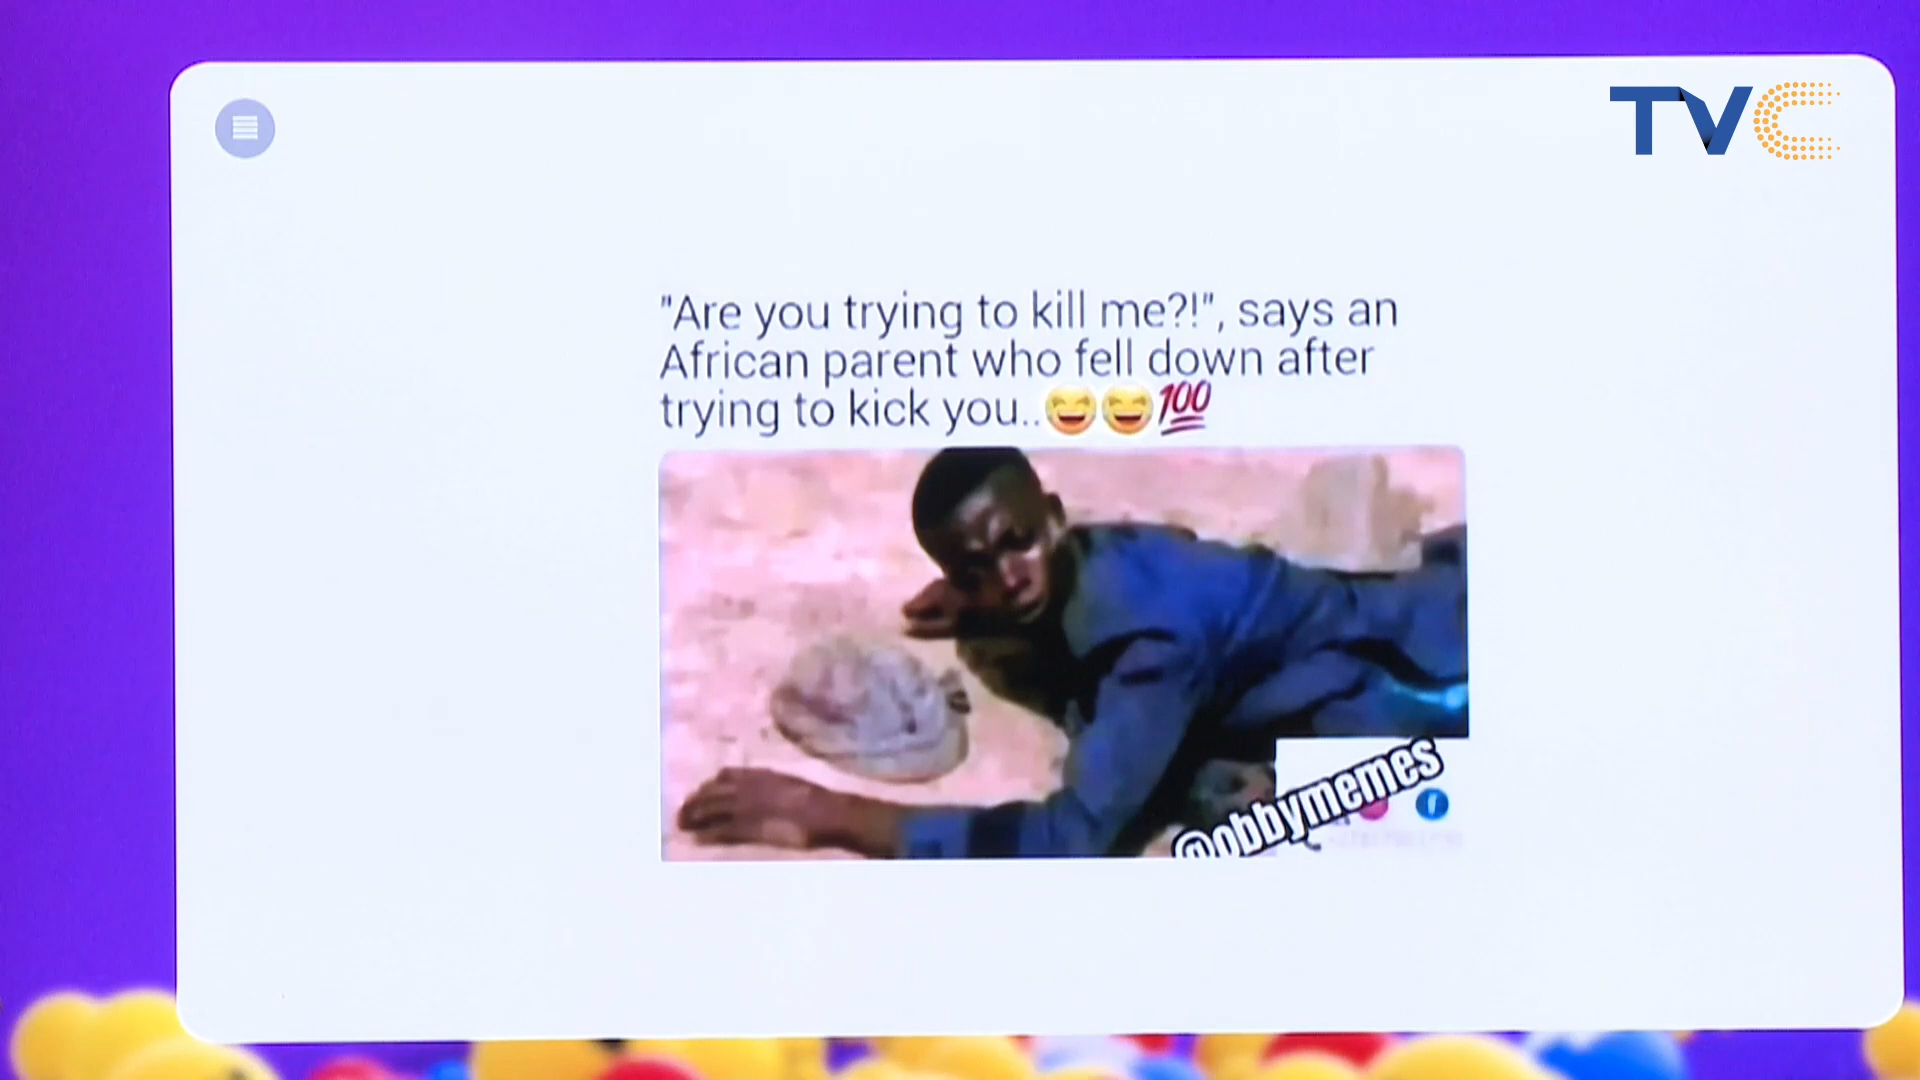 TVC
"Are you trying to kill me?!", says an
African parent who fell down after
trying to kick you..😆😆💯
@obbymemes